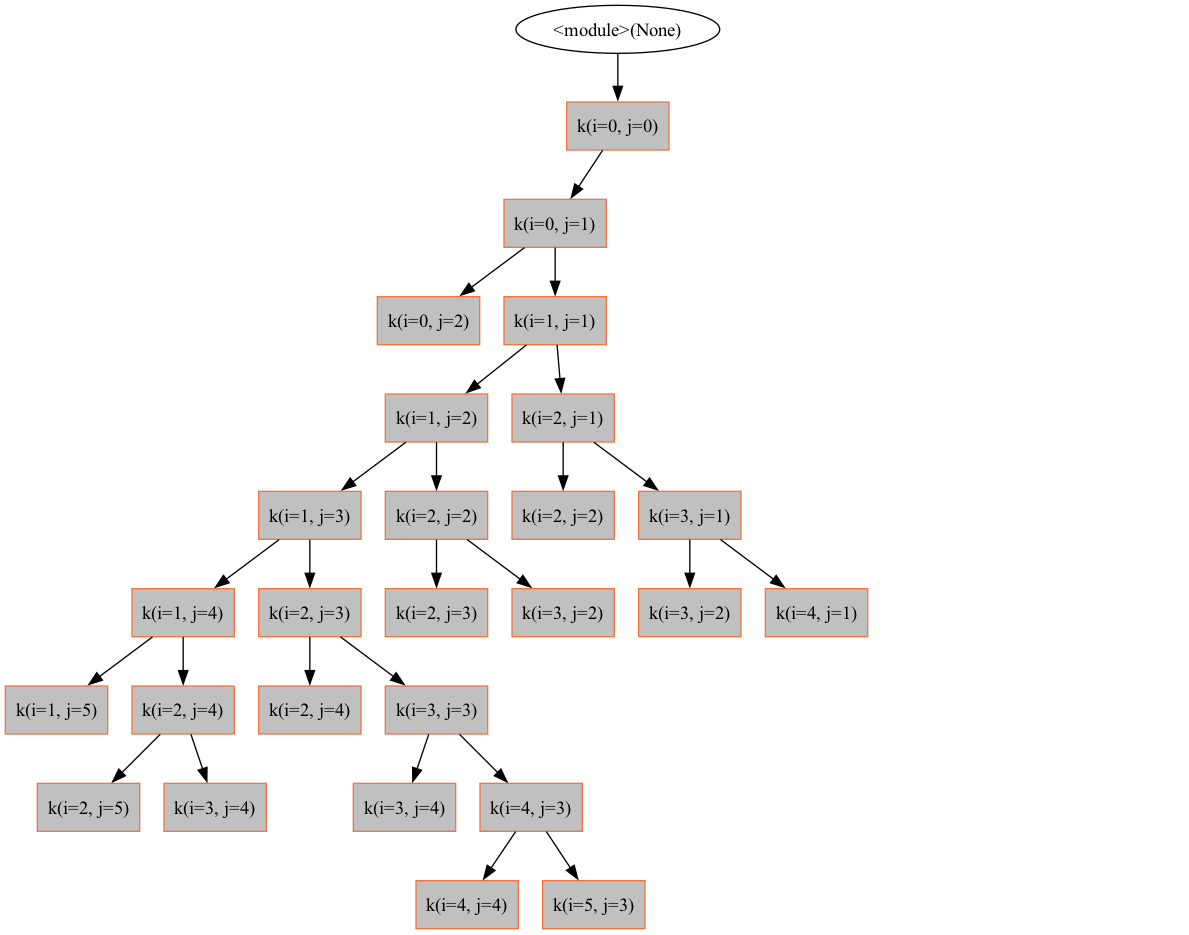 <module>(None)
k(i=0, j=0)
k(i=0, j=1)
k(i=0, j=2)
k(i=1, j=1)
k(i=1, j=2)
k(i=2, j=1)
k(i=1, j=3)
k(i=2, j=2)
k(i=2, j=2)
k(i=3, j=1)
k(i=1, j=4)
k(i=2, j=3)
k(i=2, j=3)
k(i=3, j=2)
k(i=3, j=2)
k(i=4, j=1)
k(i=1, j=5)
k(i=2, j=4)
k(i=2, j=4)
k(i=3, j=3)
k(i=2, j=5)
k(i=3, j=4)
k(i=3, j=4)
k(i=4, j=3)
k(i=4, j=4)
k(i=5, j=3)